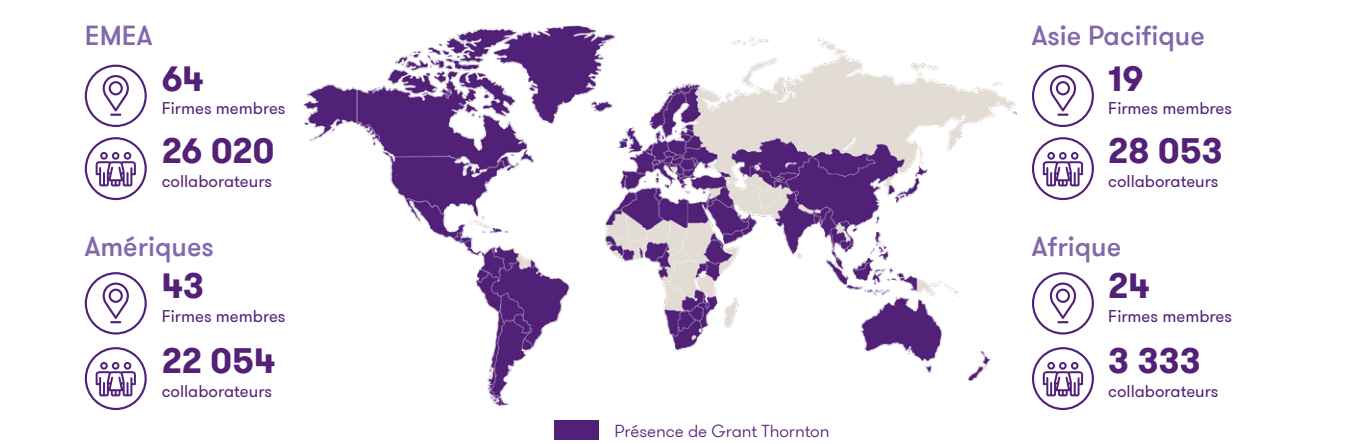 EMEA
64
Firmes membres
26 020
collaborateurs
Amériques
43
Firmes membres
22 054
collaborateurs
Asie Pacifique
19
Firmes membres
28 053
collaborateurs
Afrique
24
Firmes membres
3 333
collaborateurs
Présence de Grant Thornton